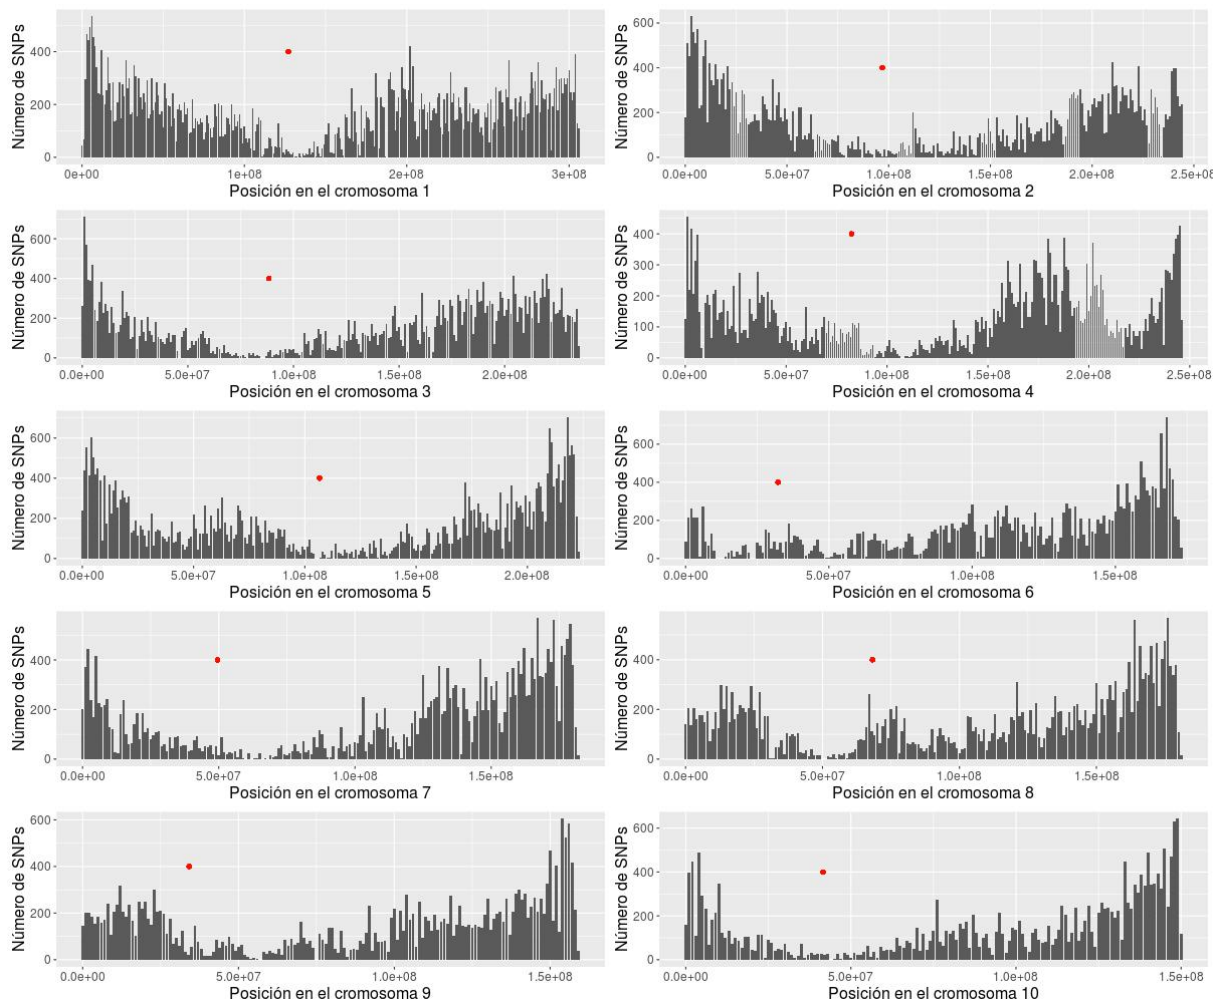 Número de SNPs
400
200
0
0e+00 1e+08 2e+08 3e+08
Posición en el cromosoma 1
Número de SNPs
600
400
200
0
0.0e+00 5.0e+07 1.0e+08 1.5e+08 2.0e+08 2.5e+08
Posición en el cromosoma 2
Número de SNPs
600
400
200
0
0.0e+00 5.0e+07 1.0e+08 1.5e+08 2.0e+08
Posición en el cromosoma 3
Número de SNPs
400
300
200
100
0
0.0e+00 5.0e+07 1.0e+08 1.5e+08 2.0e+08 2.5e+08
Posición en el cromosoma 4
Número de SNPs
600
400
200
0
0.0e+00 5.0e+07 1.0e+08 1.5e+08 2.0e+08
Posición en el cromosoma 5
Número de SNPs
600
400
200
0
0.0e+00 5.0e+07 1.0e+08 1.5e+08
Posición en el cromosoma 6
Número de SNPs
400
200
0
0.0e+00 5.0e+07 1.0e+08 1.5e+08
Posición en el cromosoma 7
Número de SNPs
400
200
0
0.0e+00 5.0e+07 1.0e+08 1.5e+08
Posición en el cromosoma 8
Número de SNPs
600
400
200
0
0.0e+00 5.0e+07 1.0e+08 1.5e+08
Posición en el cromosoma 9
Número de SNPs
600
400
200
0
0.0e+00 5.0e+07 1.0e+08 1.5e+08
Posición en el cromosoma 10